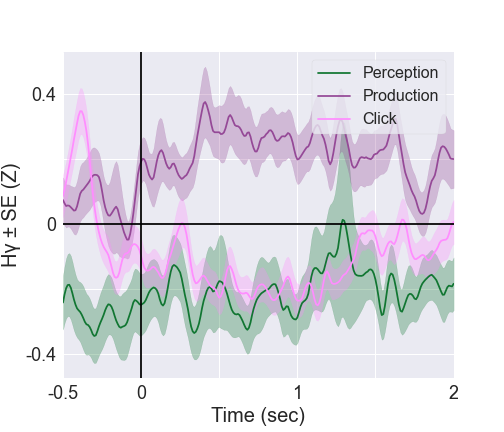 Perception
Production
Click
0.4
0
-0.4
Hγ ± SE (Z)
-0.5
0
1
2
Time (sec)